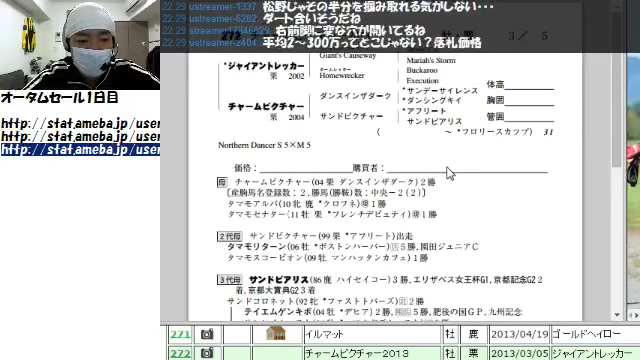 22 29 ustreamer-1337 松野じゃその半分を掴み取れる気がしない・・・
22 29 ustreamer-6282 ダート合いそうだね
右前脚に変な穴が開いてるね
22 29 ustreamer-2404 平均2～300万ってとこじゃない？落札価格
3 / 5
Giant's Causeway
Mariah's Storm
*ジャイアントレッカー
栗 2002
ホームレッカー
Homewrecker
Buckaroo
Execution
ダンスインザダーク
*サンデーサイレンス
*ダンシングキイ
チャームピクチャー
栗 2004
サンドピクチャー
*アフリート
サンドピアリス
体高
胸囲
管囲
( ～ *フロリースカップ) 31
Northern Dancer S 5×M 5
価格：
購買者：
母 チャームピクチャー(04 栗 ダンスインザダーク)2勝
〔産駒馬名登録数：2, 勝馬(勝鞍)数：中央－2(2)〕
タマモアルバ(10 牝 鹿 *クロフネ)1勝
タマモセナター(11 牡 栗 *フレンチデピュティ)1勝
2代母 サンドピクチャー(99 栗 *アフリート)出走
タマモリターン(06 牡 *ボストンハーバー)5勝, 園田ジュニアC
タマモスコーピオン(09 牡 マンハッタンカフェ)1勝
3代母 サンドピアリス(86 鹿 ハイセイコー)3勝, エリザベス女王杯G1, 京都記念G2 2
着, 京都大賞典G2 3着
サンドコロネット(92 牝 *ファストトパーズ)2勝
テイエムゲンキボ(04 牡 *デヒア)2勝, 5勝, 肥後の国GP, 九州記念
オータムセール1日目
http://stat.ameba.jp/user
http://stat.ameba.jp/user
http://stat.ameba.jp/user
271 イルマット 牡 鹿 2013/04/19 ゴールドヘイロー
272 チャームピクチャー2013 牡 栗 2013/03/05 ジャイアントレッカー